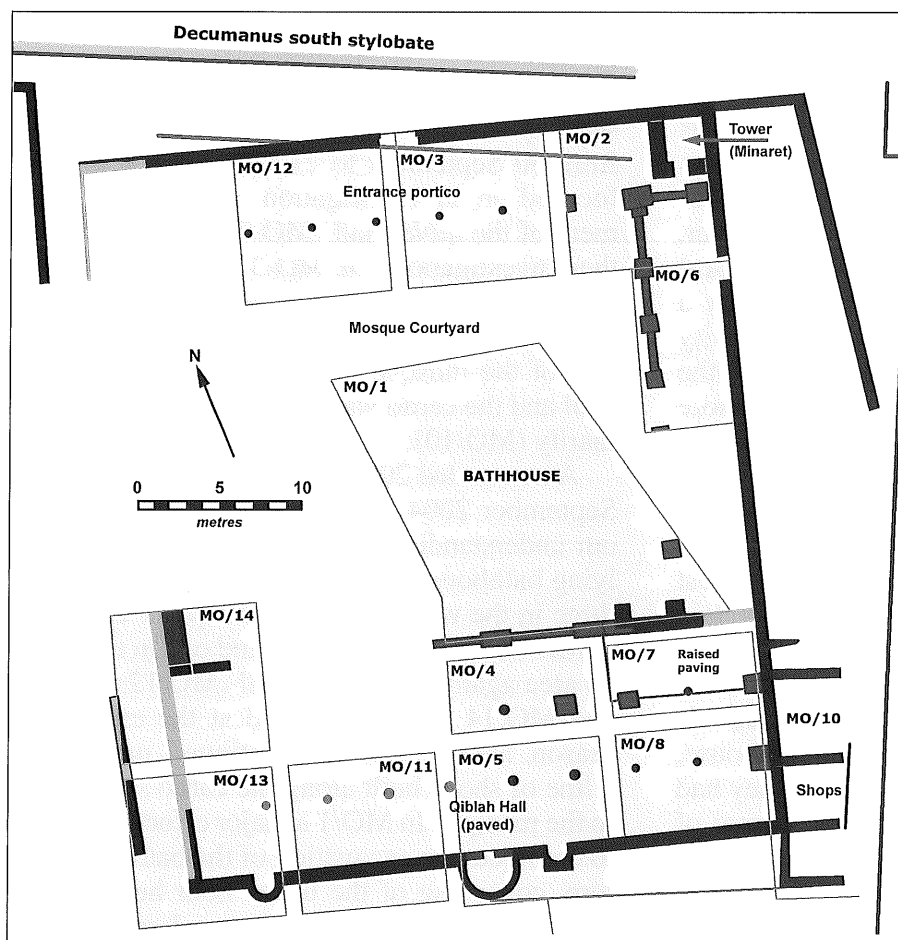 Decumanus south stylobate
MO/2
Tower
(Minaret)
MO/12
MO/3
Entrance portico
MO/6
Mosque Courtyard
N
MO/1
BATHHOUSE
0 5 10
metres
MO/14
MO/4
MO/7
Raised
paving
MO/10
MO/13
MO/11
MO/5
MO/8
Qiblah Hall
(paved)
Shops